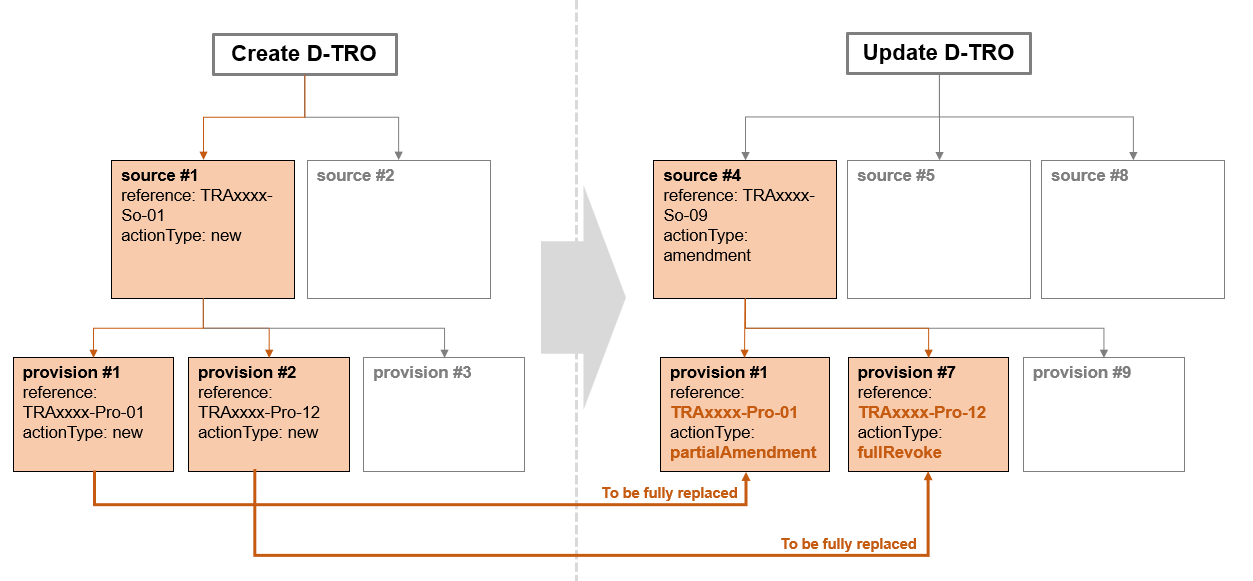 Create D-TRO
Update D-TRO
source #1
reference: TRAxxxx-
So-01
actionType: new
source #2
source #4
reference: TRAxxxx-
So-09
actionType:
amendment
source #5
source #8
provision #1
reference:
TRAxxxx-Pro-01
actionType: new
provision #2
reference:
TRAxxxx-Pro-12
actionType: new
provision #3
provision #1
reference:
TRAxxxx-Pro-01
actionType:
partialAmendment
provision #7
reference:
TRAxxxx-Pro-12
actionType:
fullRevoke
provision #9
To be fully replaced
To be fully replaced